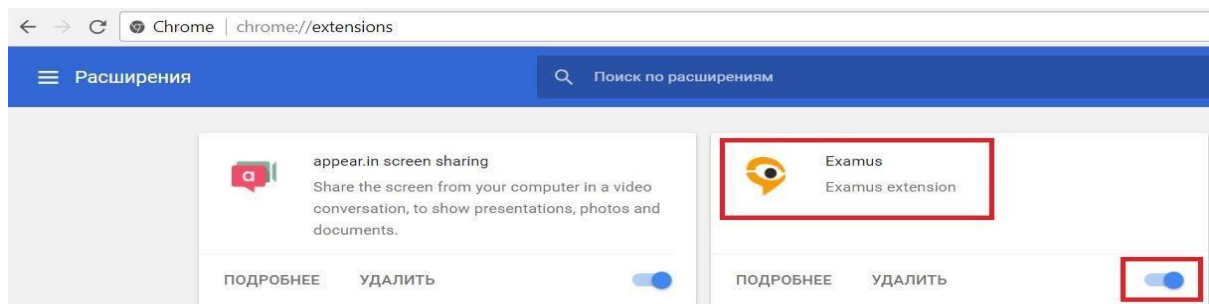 Chrome | chrome://extensions
Расширения
Поиск по расширениям
appear.in screen sharing
Share the screen from your computer in a video
conversation, to show presentations, photos and
documents.
ПОДРОБНЕЕ УДАЛИТЬ
Examus
Examus extension
ПОДРОБНЕЕ УДАЛИТЬ